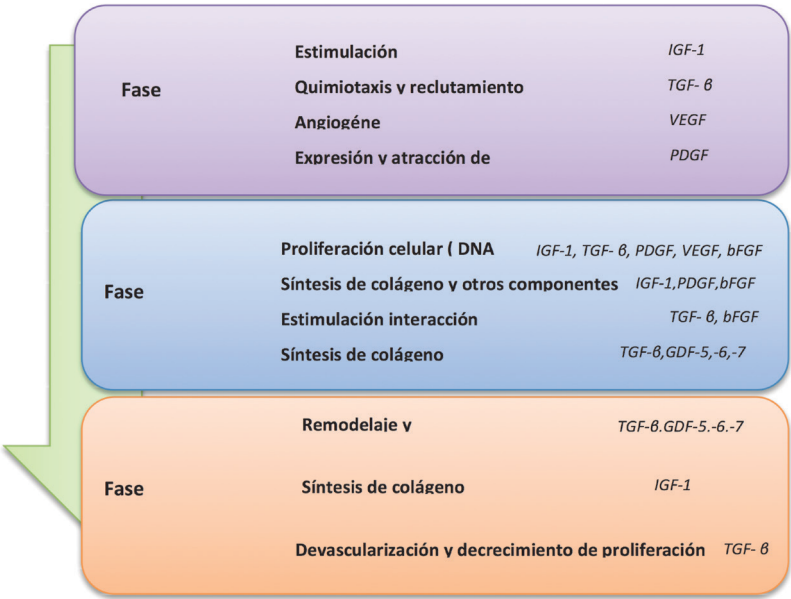 Estimulación IGF-1
Quimiotaxis y reclutamiento TGF- β
Fase
Angiogéne VEGF
Expresión y atracción de PDGF
Proliferación celular ( DNA IGF-1, TGF- β, PDGF, VEGF, bFGF
Síntesis de colágeno y otros componentes IGF-1,PDGF,bFGF
Fase
Estimulación interacción TGF- β, bFGF
Síntesis de colágeno TGF-β,GDF-5,-6,-7
Remodelaje y TGF-β.GDF-5.-6.-7
Fase
Síntesis de colágeno IGF-1
Devascularización y decrecimiento de proliferación TGF- β